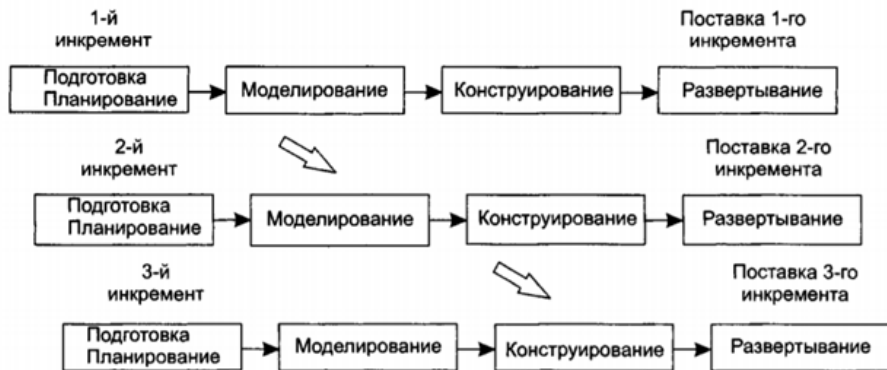 1-й
инкремент
Поставка 1-го
инкремента
Подготовка
Планирование
Моделирование
Конструирование
Развертывание
2-й
инкремент
Поставка 2-го
инкремента
Подготовка
Планирование
Моделирование
Конструирование
Развертывание
3-й
инкремент
Поставка 3-го
инкремента
Подготовка
Планирование
Моделирование
Конструирование
Развертывание